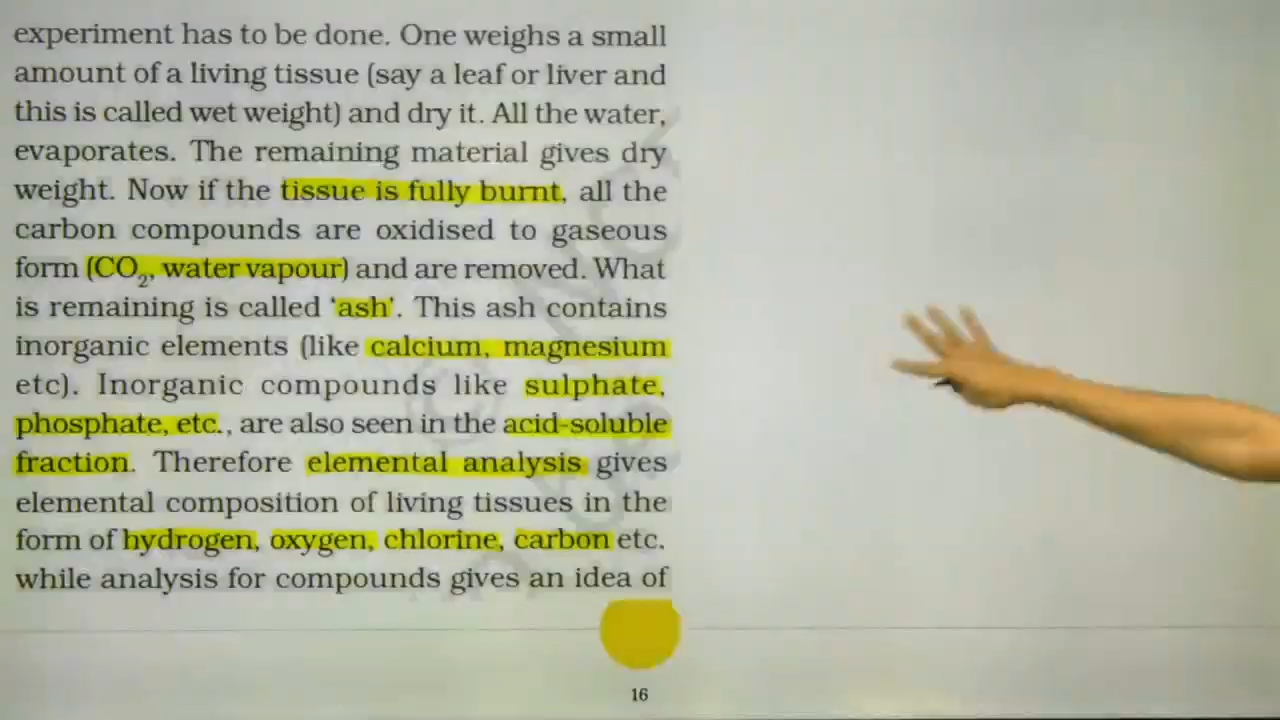 experiment has to be done. One weighs a small
amount of a living tissue (say a leaf or liver and
this is called wet weight) and dry it. All the water,
evaporates. The remaining material gives dry
weight. Now if the tissue is fully burnt, all the
carbon compounds are oxidised to gaseous
form (CO₂, water vapour) and are removed. What
is remaining is called ‘ash’. This ash contains
inorganic elements (like calcium, magnesium
etc). Inorganic compounds like sulphate,
phosphate, etc., are also seen in the acid-soluble
fraction. Therefore elemental analysis gives
elemental composition of living tissues in the
form of hydrogen, oxygen, chlorine, carbon etc.
while analysis for compounds gives an idea of
16